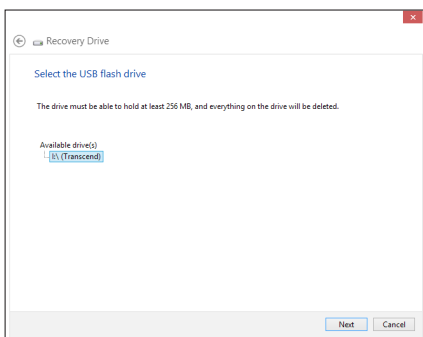 Recovery Drive
Select the USB flash drive
The drive must be able to hold at least 256 MB, and everything on the drive will be deleted.
Available drive(s)
I:\ (Transcend)
Next
Cancel